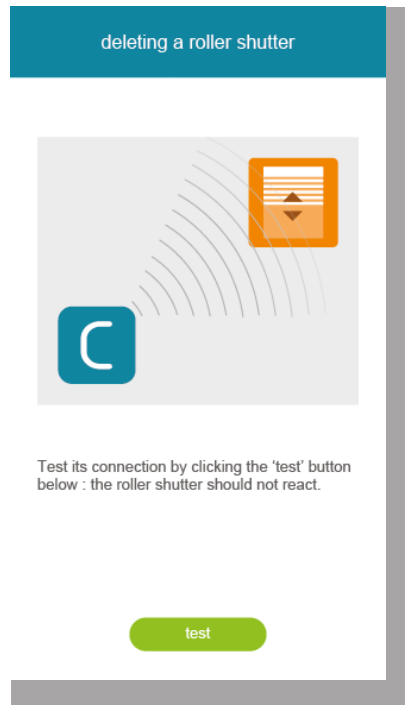 deleting a roller shutter
C
Test its connection by clicking the ‘test’ button
below : the roller shutter should not react.
test